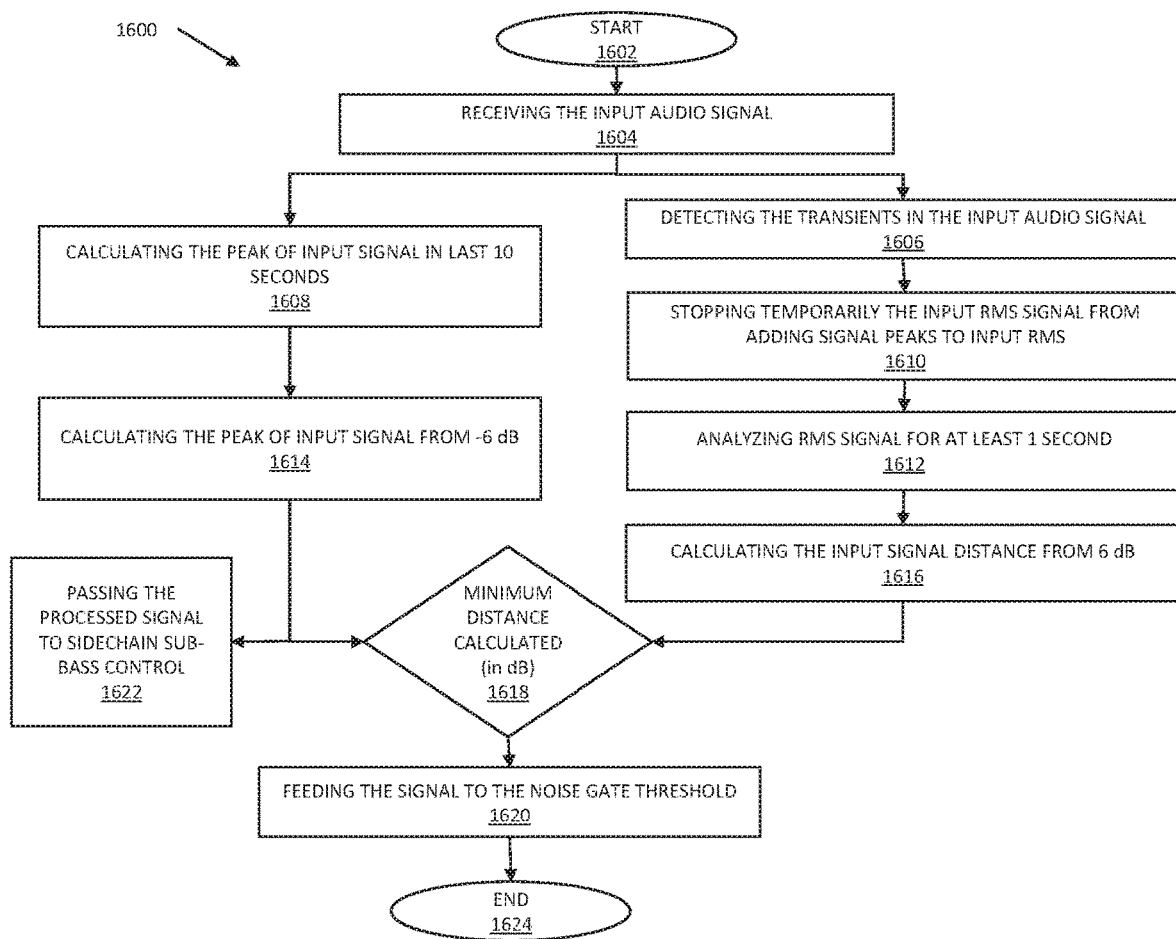 1600
START
1602
RECEIVING THE INPUT AUDIO SIGNAL
1604
DETECTING THE TRANSIENTS IN THE INPUT AUDIO SIGNAL
1606
CALCULATING THE PEAK OF INPUT SIGNAL IN LAST 10
SECONDS
1608
STOPPING TEMPORARILY THE INPUT RMS SIGNAL FROM
ADDING SIGNAL PEAKS TO INPUT RMS
1610
CALCULATING THE PEAK OF INPUT SIGNAL FROM -6 dB
1614
ANALYZING RMS SIGNAL FOR AT LEAST 1 SECOND
1612
CALCULATING THE INPUT SIGNAL DISTANCE FROM 6 dB
1616
PASSING THE
PROCESSED SIGNAL
TO SIDECHAIN SUB-
BASS CONTROL
1622
MINIMUM
DISTANCE
CALCULATED
(in dB)
1618
FEEDING THE SIGNAL TO THE NOISE GATE THRESHOLD
1620
END
1624